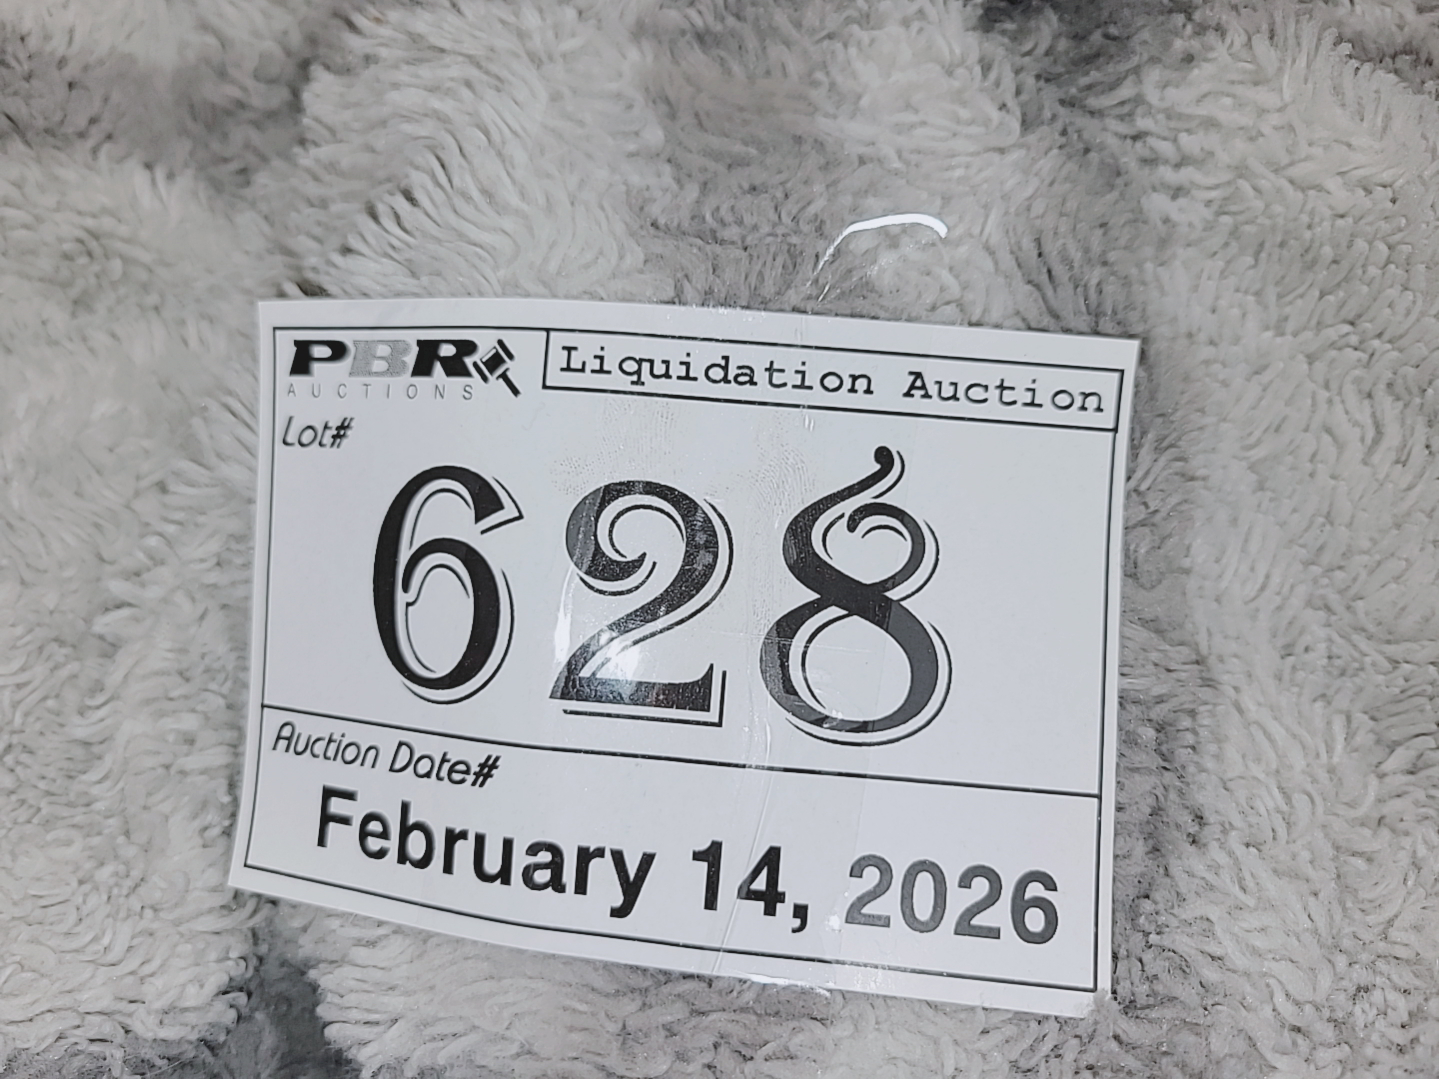 PBR
AUCTIONS
Liquidation Auction
Lot#
628
Auction Date#
February 14, 2026